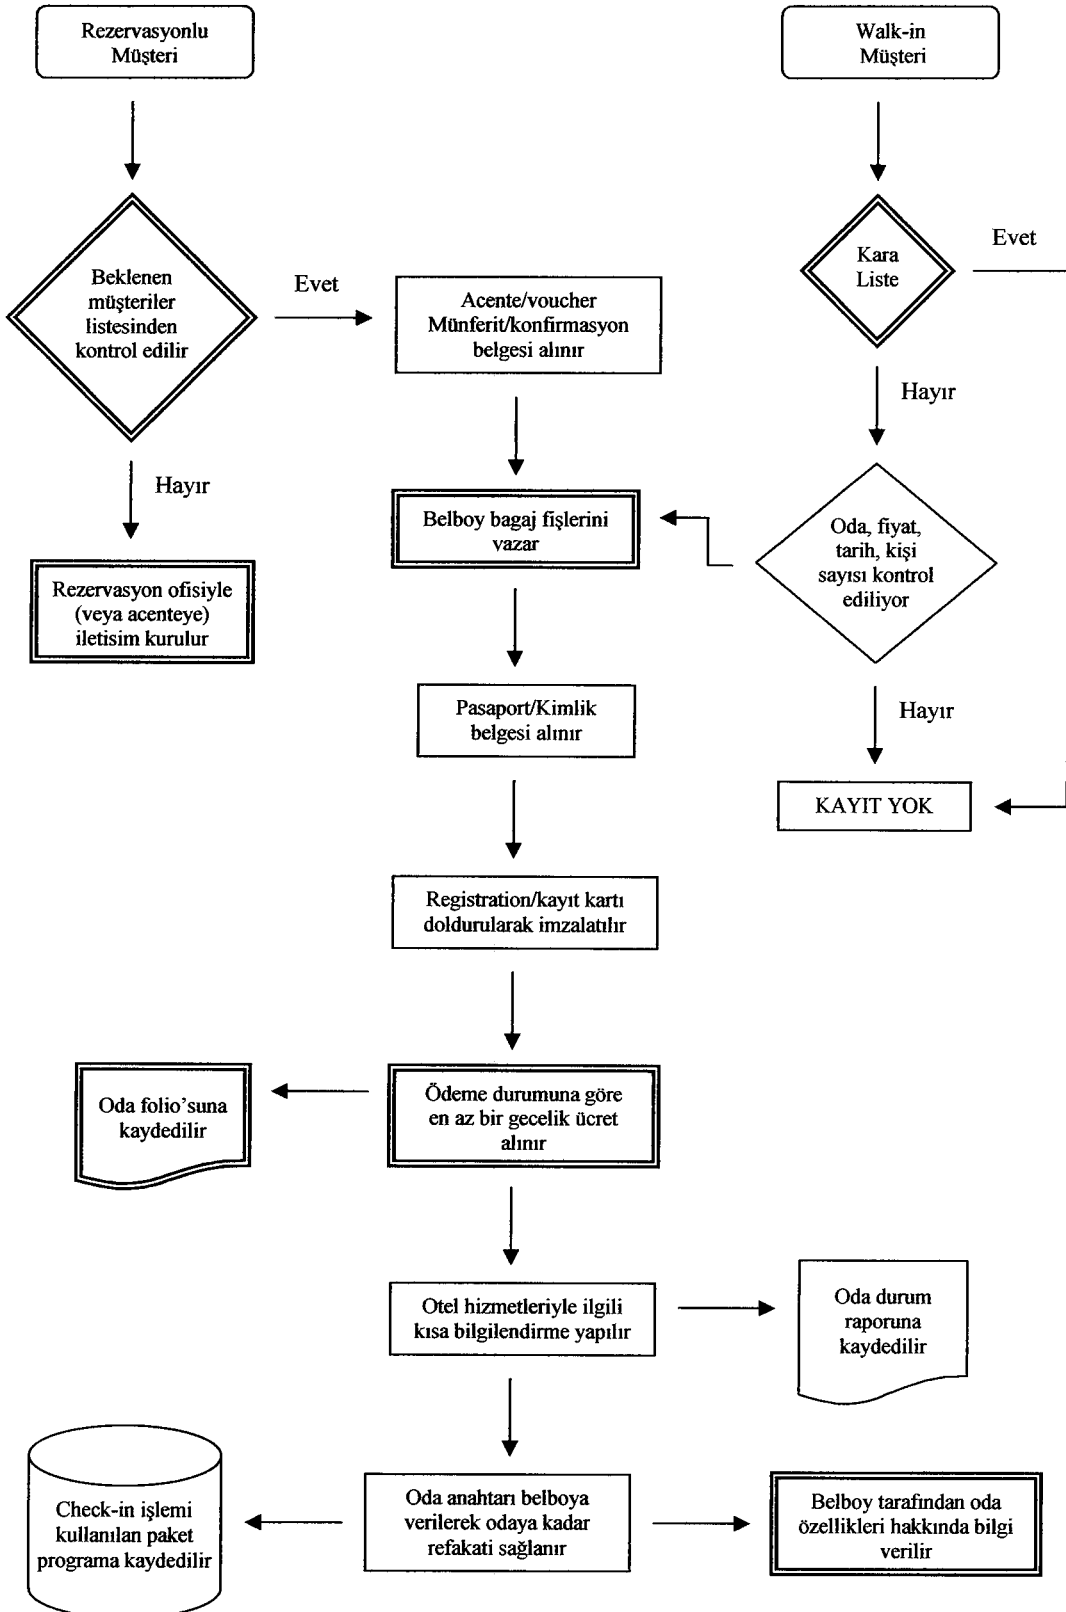 Rezervasyonlu
Müşteri
Walk-in
Müşteri
Beklenen
müşteriler
listesinden
kontrol edilir
Evet
Acente/voucher
Münferit/konfirmasyon
belgesi alınır
Kara
Liste
Evet
Hayır
Hayır
Belboy bagaj fişlerini
vazar
Oda, fiyat,
tarih, kişi
sayısı kontrol
ediliyor
Rezervasyon ofisiyle
(veya acenteye)
iletisim kurulur
Pasaport/Kimlik
belgesi alınır
Hayır
KAYIT YOK
Registration/kayıt kartı
doldurularak imzalatılır
Oda folio'suna
kaydedilir
Ödeme durumuna göre
en az bir gecelik ücret
alınır
Otel hizmetleriyle ilgili
kısa bilgilendirme yapılır
Oda durum
raporuna
kaydedilir
Check-in işlemi
kullanılan paket
programa kaydedilir
Oda anahtarı belboya
verilerek odaya kadar
refakati sağlanır
Belboy tarafından oda
özellikleri hakkında bilgi
verilir